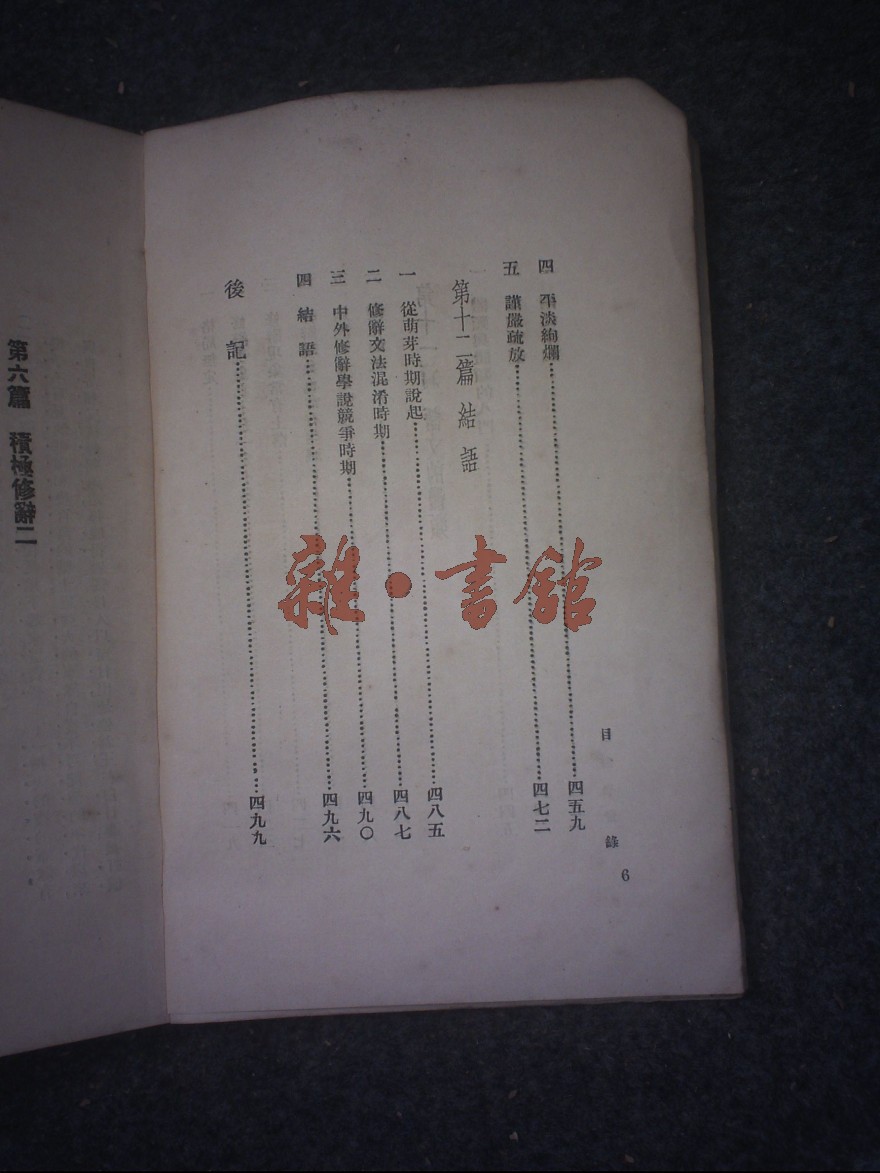 目錄
6
四 平淡絢爛……四五九
五 謹嚴疏放……四七二
第十二篇 結語
一 從萌芽時期說起……四八五
二 修辭文法混淆時期……四八七
三 中外修辭學說競爭時期……四九〇
四 結語……四九六
後記……四九九
第六篇 積極修辭二
雜·書館